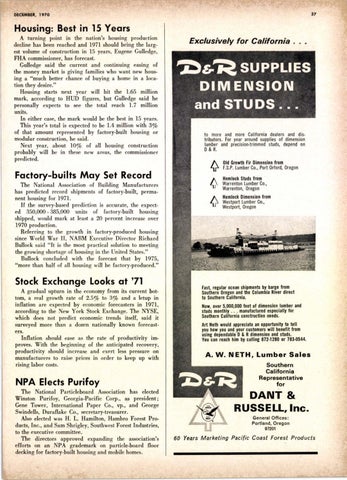 DECEMBER, 1970
37
Housing: Best in 15 Years
A turning point in the nation's housing production
decline has been reached and 1971 should being the larg-
est volume of construction in 15 years, Eugene Gulledge,
FHA commissioner, has forecast.
Gulledge said the current and continuing easing of
the money market is giving families who want new hous-
ing a "much better chance of buying a home in a loca-
tion they desire."
Housing starts next year will hit the 1.65 million
mark, according to HUD figures, but Gulledge said he
personally expects to see the total reach 1.7 million
units.
In either case, the mark would be the best in 15 years.
This year's total is expected to be 1.4 million with 3%
of that amount represented by factory-built housing or
modular construction, he said.
Next year, about 10% of all housing construction
probably will be in these new areas, the commissioner
predicted.
Factory-builts May Set Record
The National Association of Building Manufacturers
has predicted record shipments of factory-built, perma-
nent housing for 1971.
If the survey-based prediction is accurate, the expect-
ed 350,000 - 385,000 units of factory-built housing
shipped, would mark at least a 20 percent increase over
1970 production.
Referring to the growth in factory-produced housing
since World War II, NABM Executive Director Richard
Bullock said "It is the most practical solution to meeting
the growing shortage of housing in the United States."
Bullock concluded with the forecast that by 1975,
"more than half of all housing will be factory-produced."
Stock Exchange Looks at '71
A gradual upturn in the economy from its current bot-
tom, a real growth rate of 2.5% to 3% and a letup in
inflation are expected by economic forecasters in 1971,
according to the New York Stock Exchange. The NYSE,
which does not predict economic trends itself, said it
surveyed more than a dozen nationally known forecast-
ers.
Inflation should ease as the rate of productivity im-
proves. With the beginning of the anticipated recovery,
productivity should increase and exert less pressure on
manufacturers to raise prices in order to keep up with
rising labor costs.
NPA Elects Purifoy
The National Particleboard Association has elected
Winston Purifoy, Georgia-Pacific Corp., as president;
Gene Tower, International Paper Co., vp., and George
Swindells, Duraflake Co., secretary-treasurer.
Also elected was H. L. Hamilton, Hambro Forest Pro-
ducts, Inc., and Sam Shrigley, Southwest Forest Industries,
to the executive committee.
The directors approved expanding the association's
efforts on an NPA grademark on particle-board floor
decking for factory-built housing and mobile homes.
Exclusively for California . . .
D&R SUPPLIES
DIMENSION
and STUDS . . .
to more and more California dealers and dis-
tributors. For your annual supplies of dimension
lumber and precision-trimmed studs, depend on
D & R.
Old Growth Fir Dimension from
F.S.P. Lumber Co., Port Orford, Oregon
Hemlock Studs from
Warrenton Lumber Co.,
Warrenton, Oregon
Hemlock Dimension from
Westport Lumber Co.,
Westport, Oregon
Fast, regular ocean shipments by barge from
Southern Oregon and the Columbia River direct
to Southern California.
Now, over 5,900,000 feet of dimension lumber and
studs monthly . . . manufactured especially for
Southern California construction needs.
Art Neth would appreciate an opportunity to tell
you how you and your customers will benefit from
using dependable D & R dimension and studs.
You can reach him by calling 872-1280 or 783-0544.
A. W. NETH, Lumber Sales
D&R
Southern
California
Representative
for
DANT &
RUSSELL, Inc.
General Offices:
Portland, Oregon
97201
60 Years Marketing Pacific Coast Forest Products